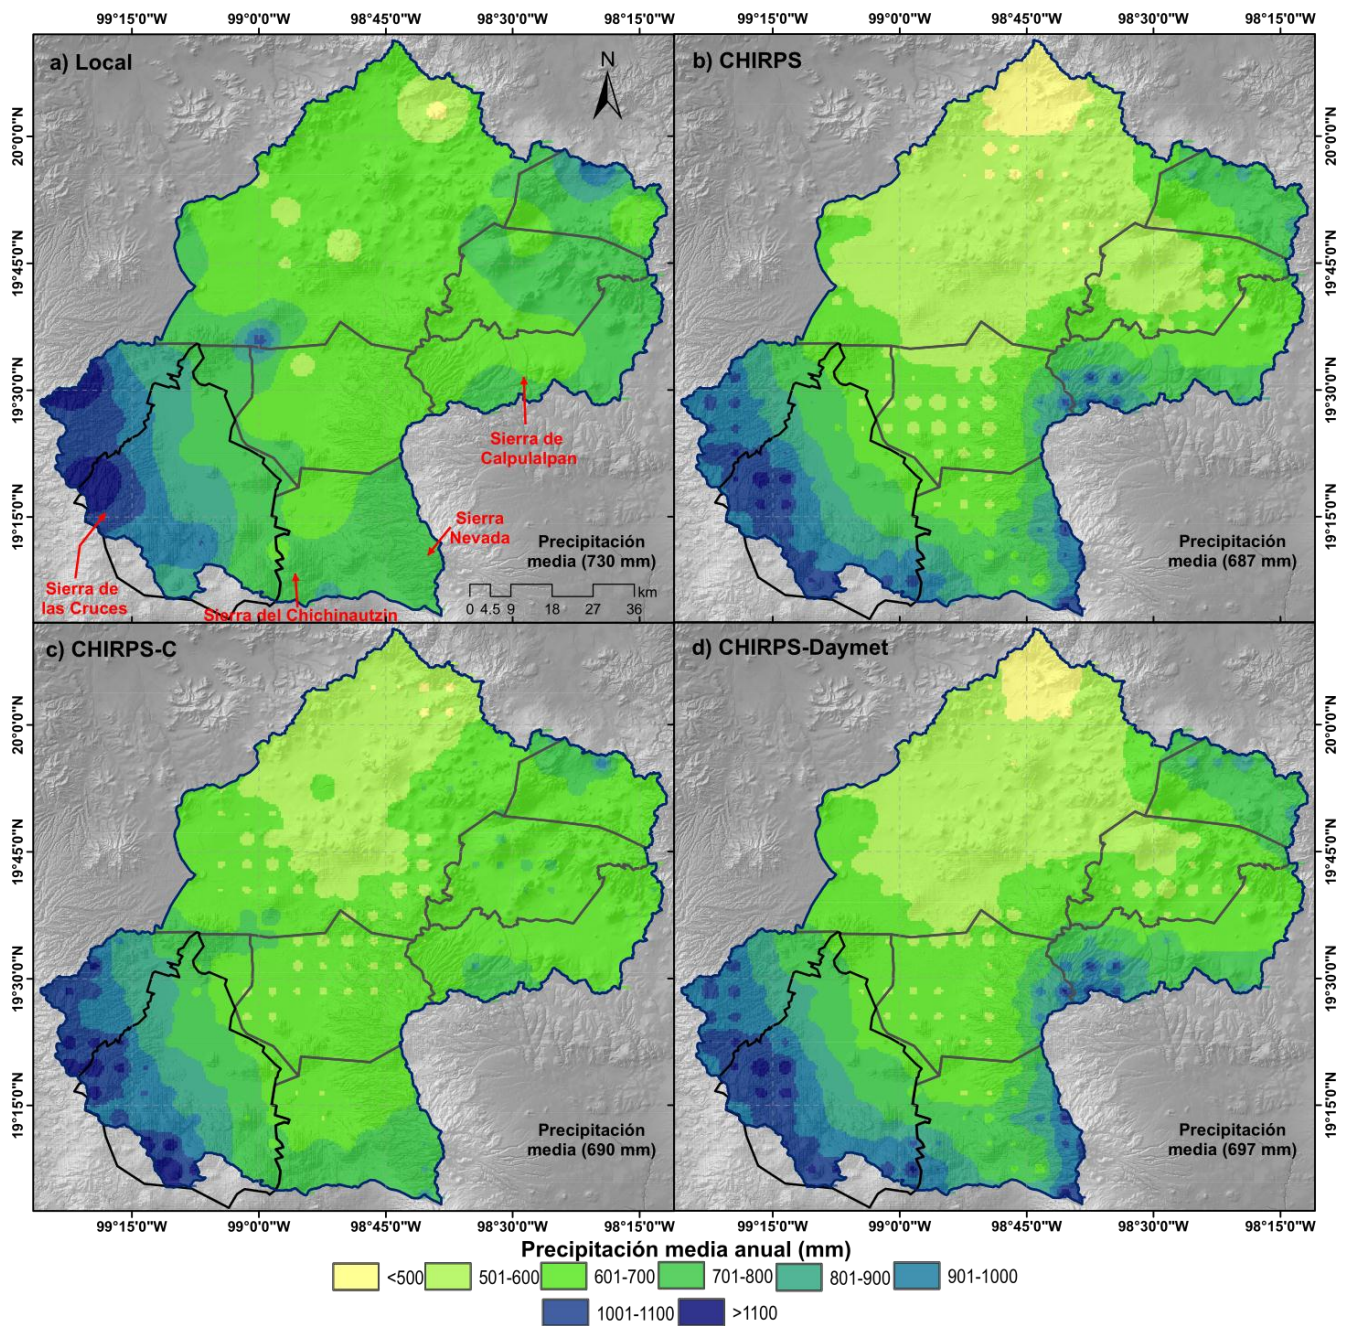 99°15'0"W 99°0'0"W 98°45'0"W 98°30'0"W 98°15'0"W 99°15'0"W 99°0'0"W 98°45'0"W 98°30'0"W 98°15'0"W
a) Local
N
b) CHIRPS
20°0'0"N
19°45'0"N
19°30'0"N
19°15'0"N
20°0'0"N
19°45'0"N
19°30'0"N
19°15'0"N
Sierra de
Calpulalpan
Sierra
Nevada
Sierra de
las Cruces
Sierra del Chichinautzin
Precipitación
media (730 mm)
km
0 4.5 9 18 27 36
Precipitación
media (687 mm)
c) CHIRPS-C
d) CHIRPS-Daymet
20°0'0"N
19°45'0"N
19°30'0"N
19°15'0"N
20°0'0"N
19°45'0"N
19°30'0"N
19°15'0"N
Precipitación
media (690 mm)
Precipitación
media (697 mm)
99°15'0"W 99°0'0"W 98°45'0"W 98°30'0"W 98°15'0"W 99°15'0"W 99°0'0"W 98°45'0"W 98°30'0"W 98°15'0"W
Precipitación media anual (mm)
<500 501-600 601-700 701-800 801-900 901-1000
1001-1100 >1100